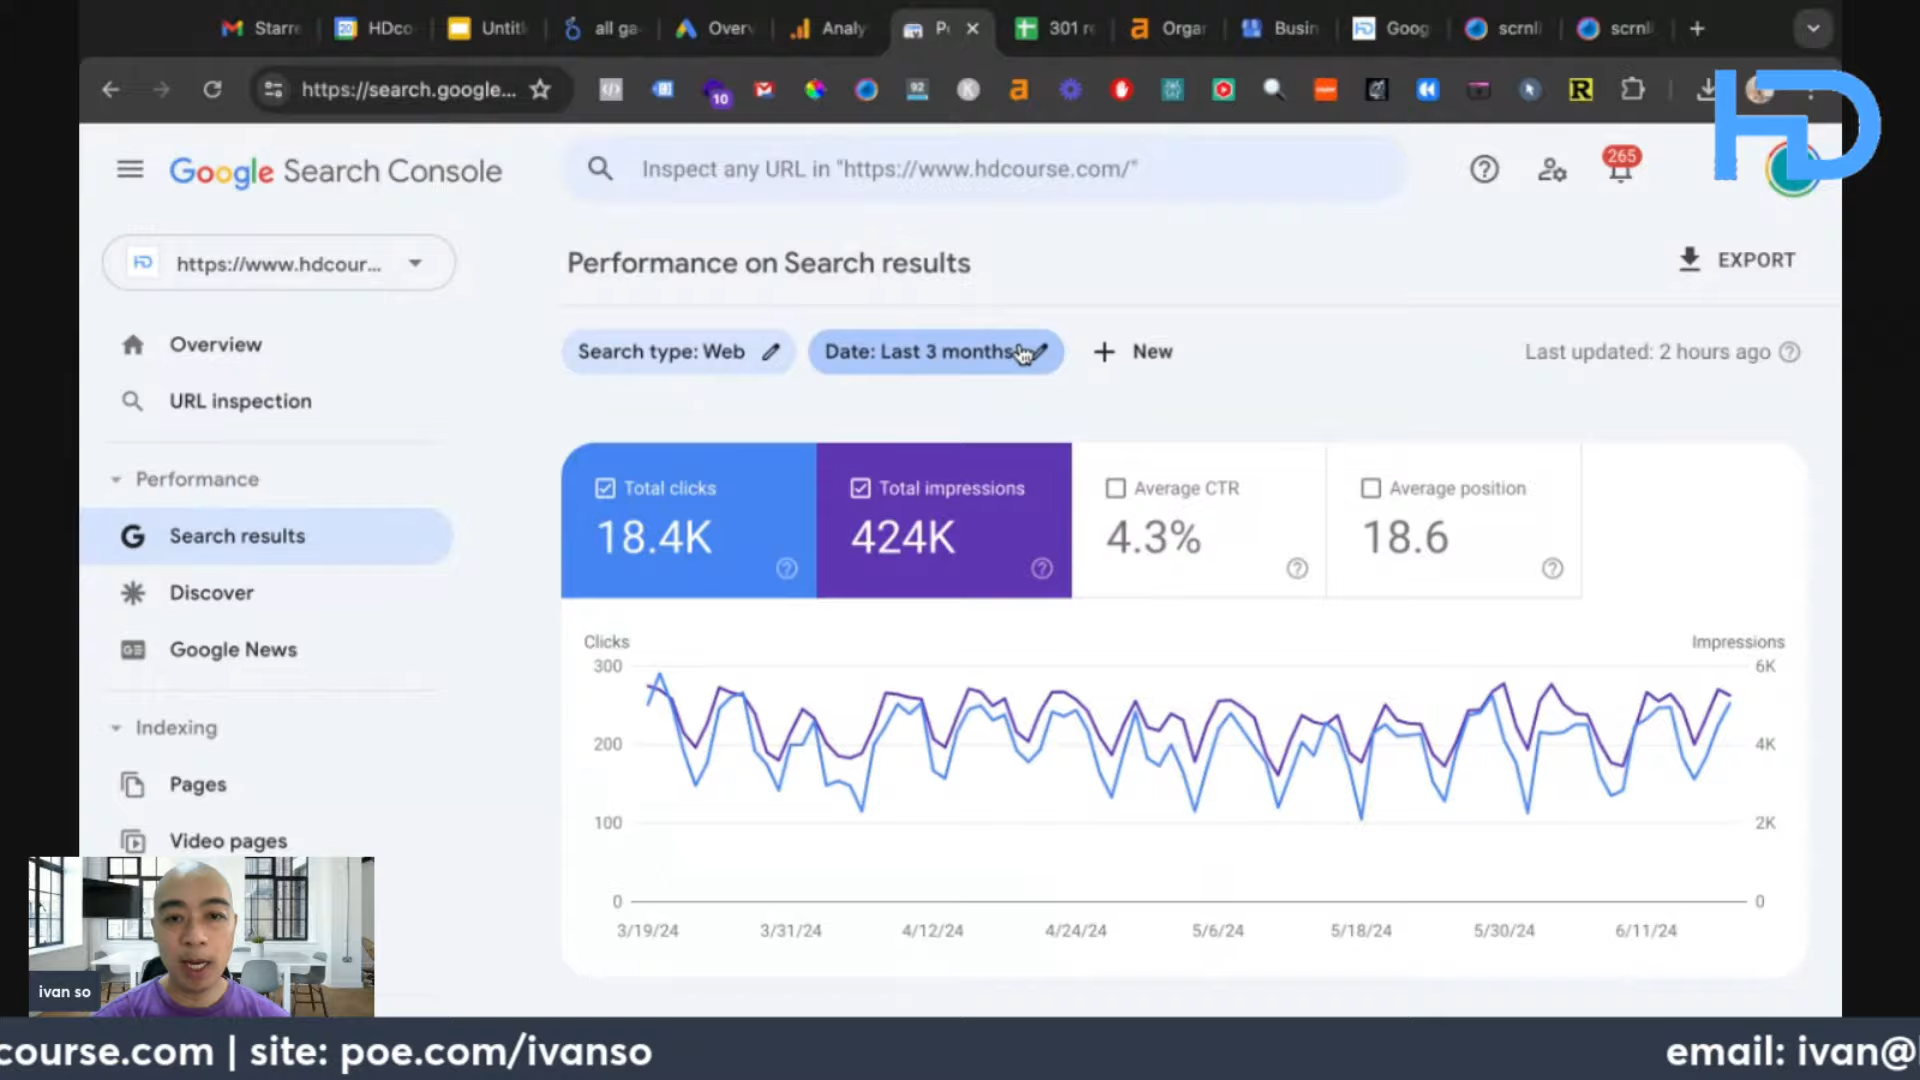 Starre
HDco
Untitl
all ga
Overv
Analy
Pe
301 re
Orgar
Busin
Goog
scrnli
scrnli
https://search.google...
10
92
K
R
HD
Google Search Console
Inspect any URL in "https://www.hdcourse.com/"
265
https://www.hdcour...
Performance on Search results
EXPORT
Overview
Search type: Web
Date: Last 3 months
New
Last updated: 2 hours ago
URL inspection
Performance
Total clicks
Total impressions
Average CTR
Average position
18.4K
424K
4.3%
18.6
Search results
Discover
Google News
Clicks
Impressions
300
6K
200
4K
100
2K
0
0
3/19/24
3/31/24
4/12/24
4/24/24
5/6/24
5/18/24
5/30/24
6/11/24
Indexing
Pages
Video pages
ivan so
course.com | site: poe.com/ivanso
email: ivan@